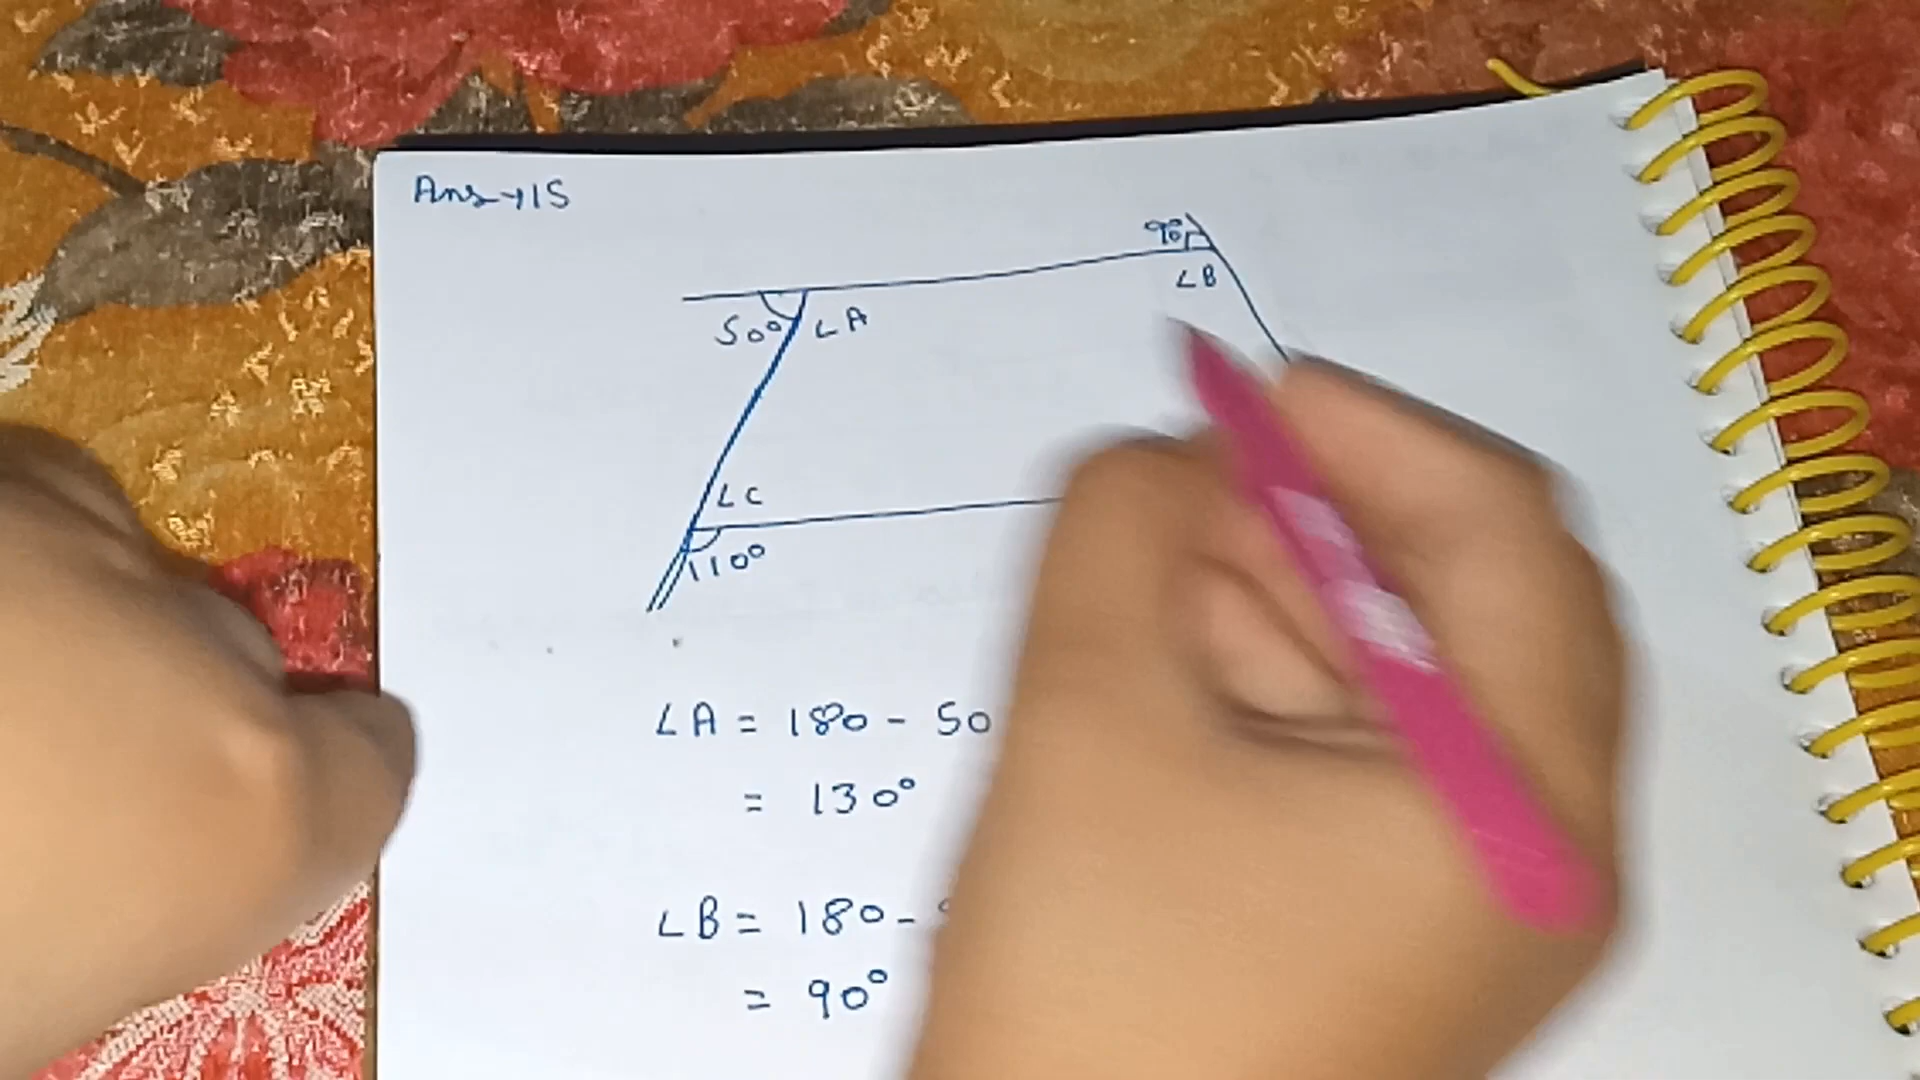 Ans→15
90°
∠B
50° ∠A
∠C
110°
∠A = 180 - 50
= 130°
∠B = 180 -
= 90°